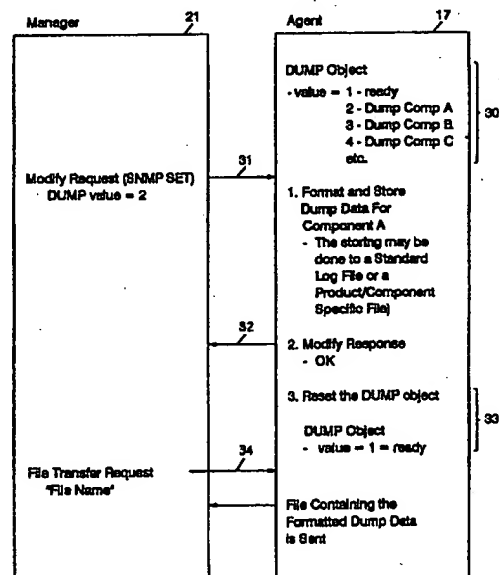 Manager
21
Agent
17
DUMP Object
- value = 1 - ready
2 - Dump Comp A
3 - Dump Comp B
4 - Dump Comp C
etc.
30
31
Modify Request (SNMP SET)
DUMP value = 2
1. Format and Store
Dump Data For
Component A
- The storing may be
done to a Standard
Log File or a
Product/Component
Specific File)
32
2. Modify Response
- OK
3. Reset the DUMP object
33
DUMP Object
- value = 1 = ready
34
File Transfer Request
"File Name"
File Containing the
Formatted Dump Data
is Sent